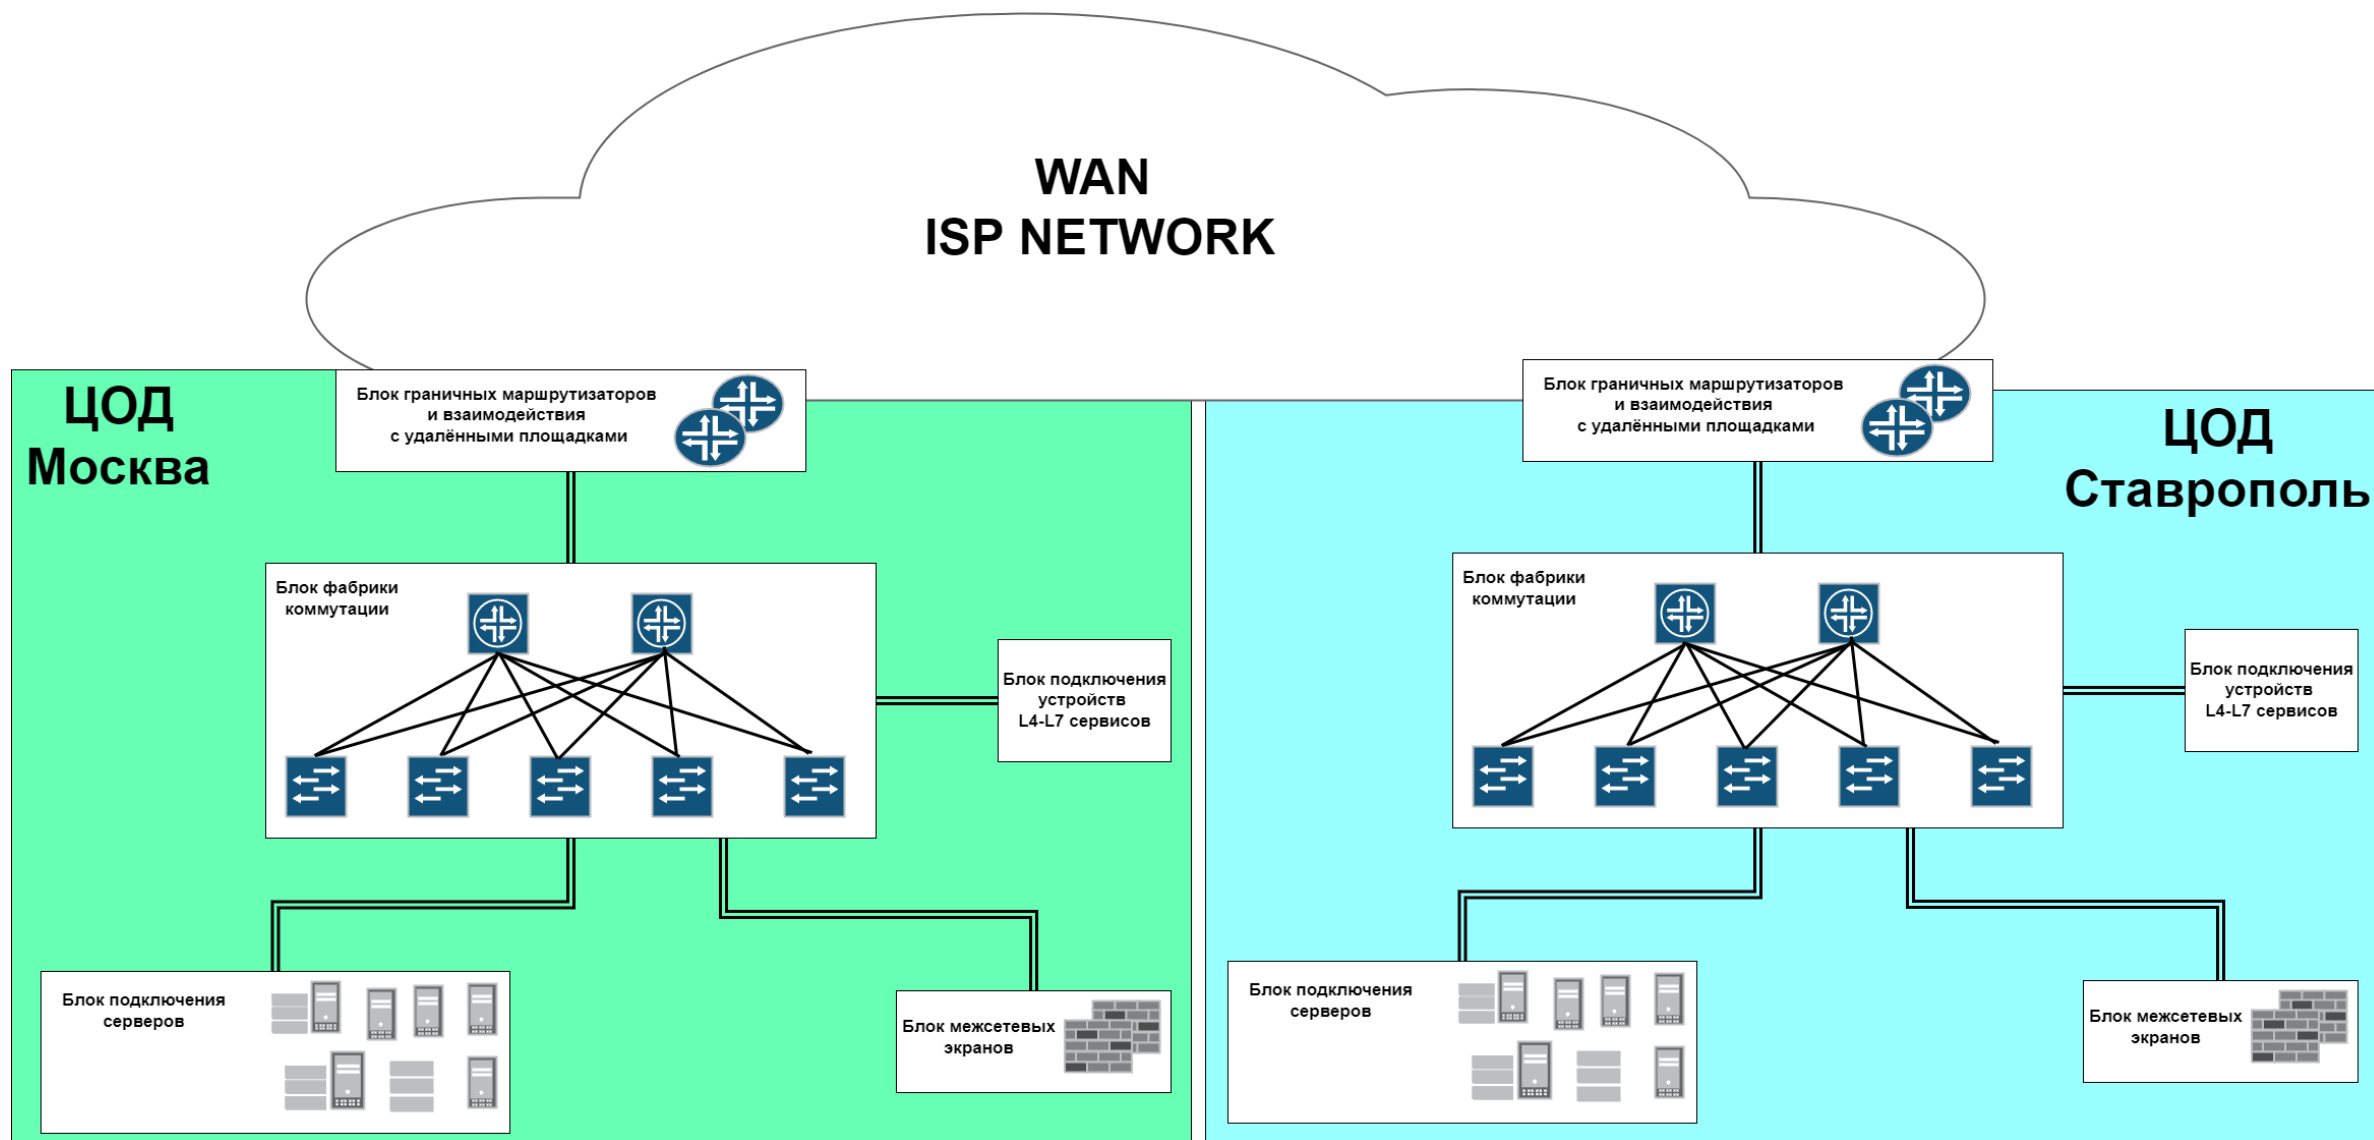 WAN
ISP NETWORK
ЦОД
Москва
Блок граничных маршрутизаторов
и взаимодействия
с удалёнными площадками
Блок фабрики
коммутации
Блок подключения
устройств
L4-L7 сервисов
Блок подключения
серверов
Блок межсетевых
экранов
ЦОД
Ставрополь
Блок граничных маршрутизаторов
и взаимодействия
с удалёнными площадками
Блок фабрики
коммутации
Блок подключения
устройств
L4-L7 сервисов
Блок подключения
серверов
Блок межсетевых
экранов